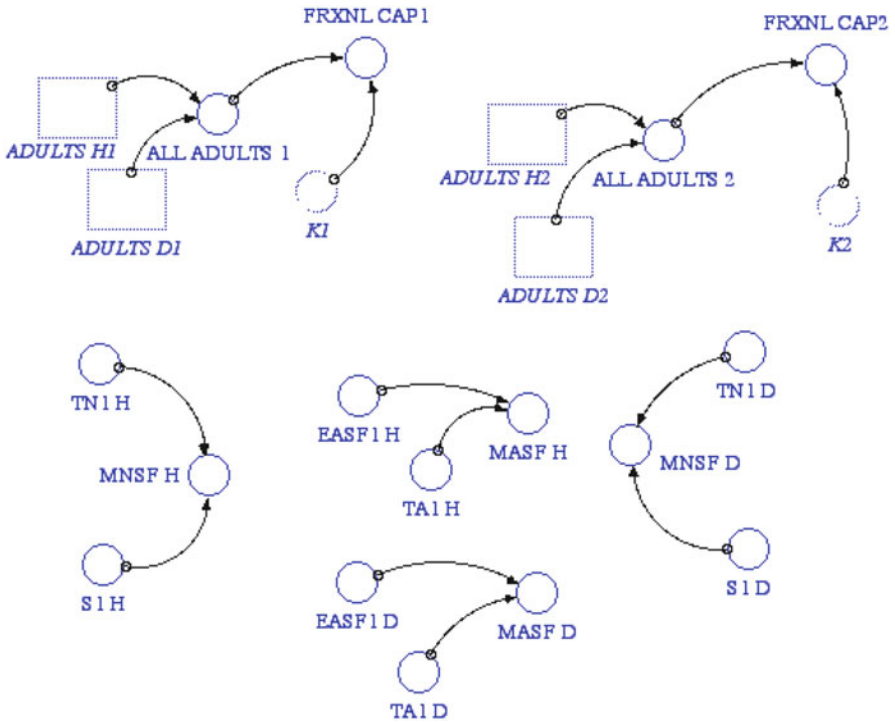 FRXNL CAP1
FRXNL CAP2
ADULTS H1
ALL ADULTS 1
ADULTS H2
ALL ADULTS 2
ADULTS D1
K1
K2
ADULTS D2
TN1 H
TN1 D
EASF1 H
MNSF H
MASF H
MNSF D
TA1 H
S1 H
S1 D
EASF1 D
MASF D
TA1 D